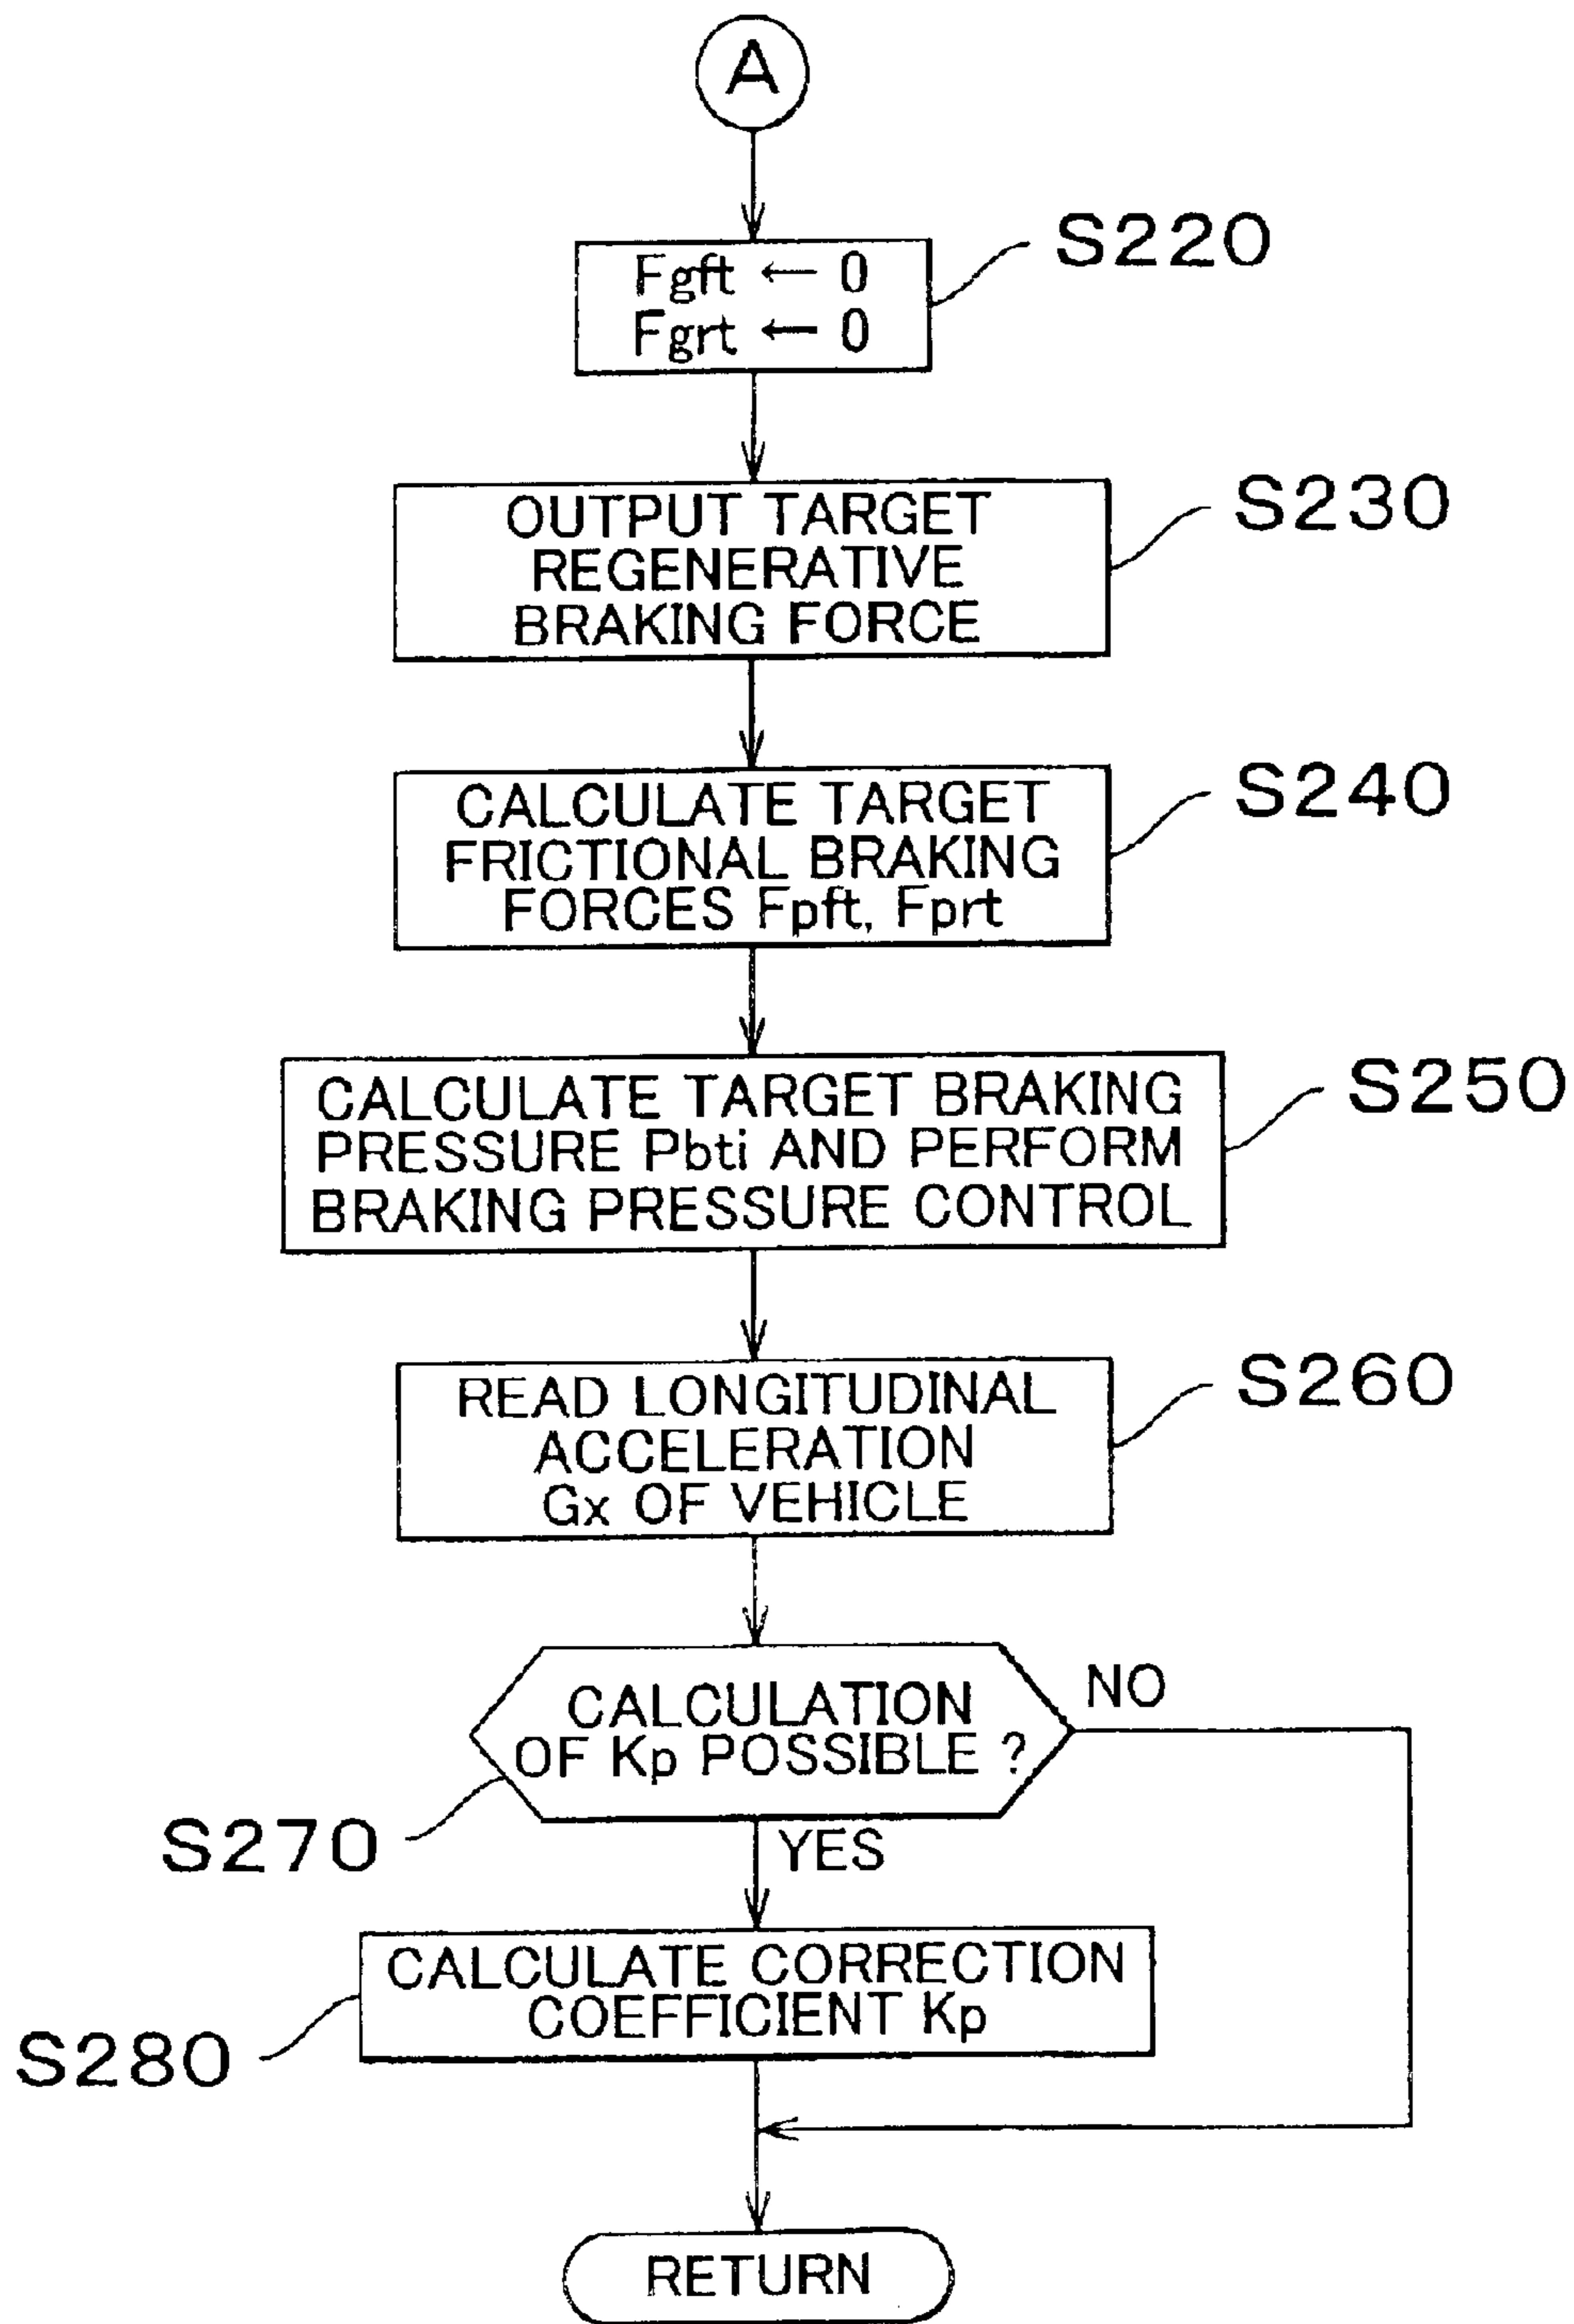 A
S220
Fgft ← 0
Fgrt ← 0
S230
OUTPUT TARGET
REGENERATIVE
BRAKING FORCE
S240
CALCULATE TARGET
FRICTIONAL BRAKING
FORCES Fpft, Fprt
S250
CALCULATE TARGET BRAKING
PRESSURE Pbti AND PERFORM
BRAKING PRESSURE CONTROL
S260
READ LONGITUDINAL
ACCELERATION
Gx OF VEHICLE
NO
CALCULATION
OF Kp POSSIBLE ?
S270
YES
CALCULATE CORRECTION
COEFFICIENT Kp
S280
RETURN